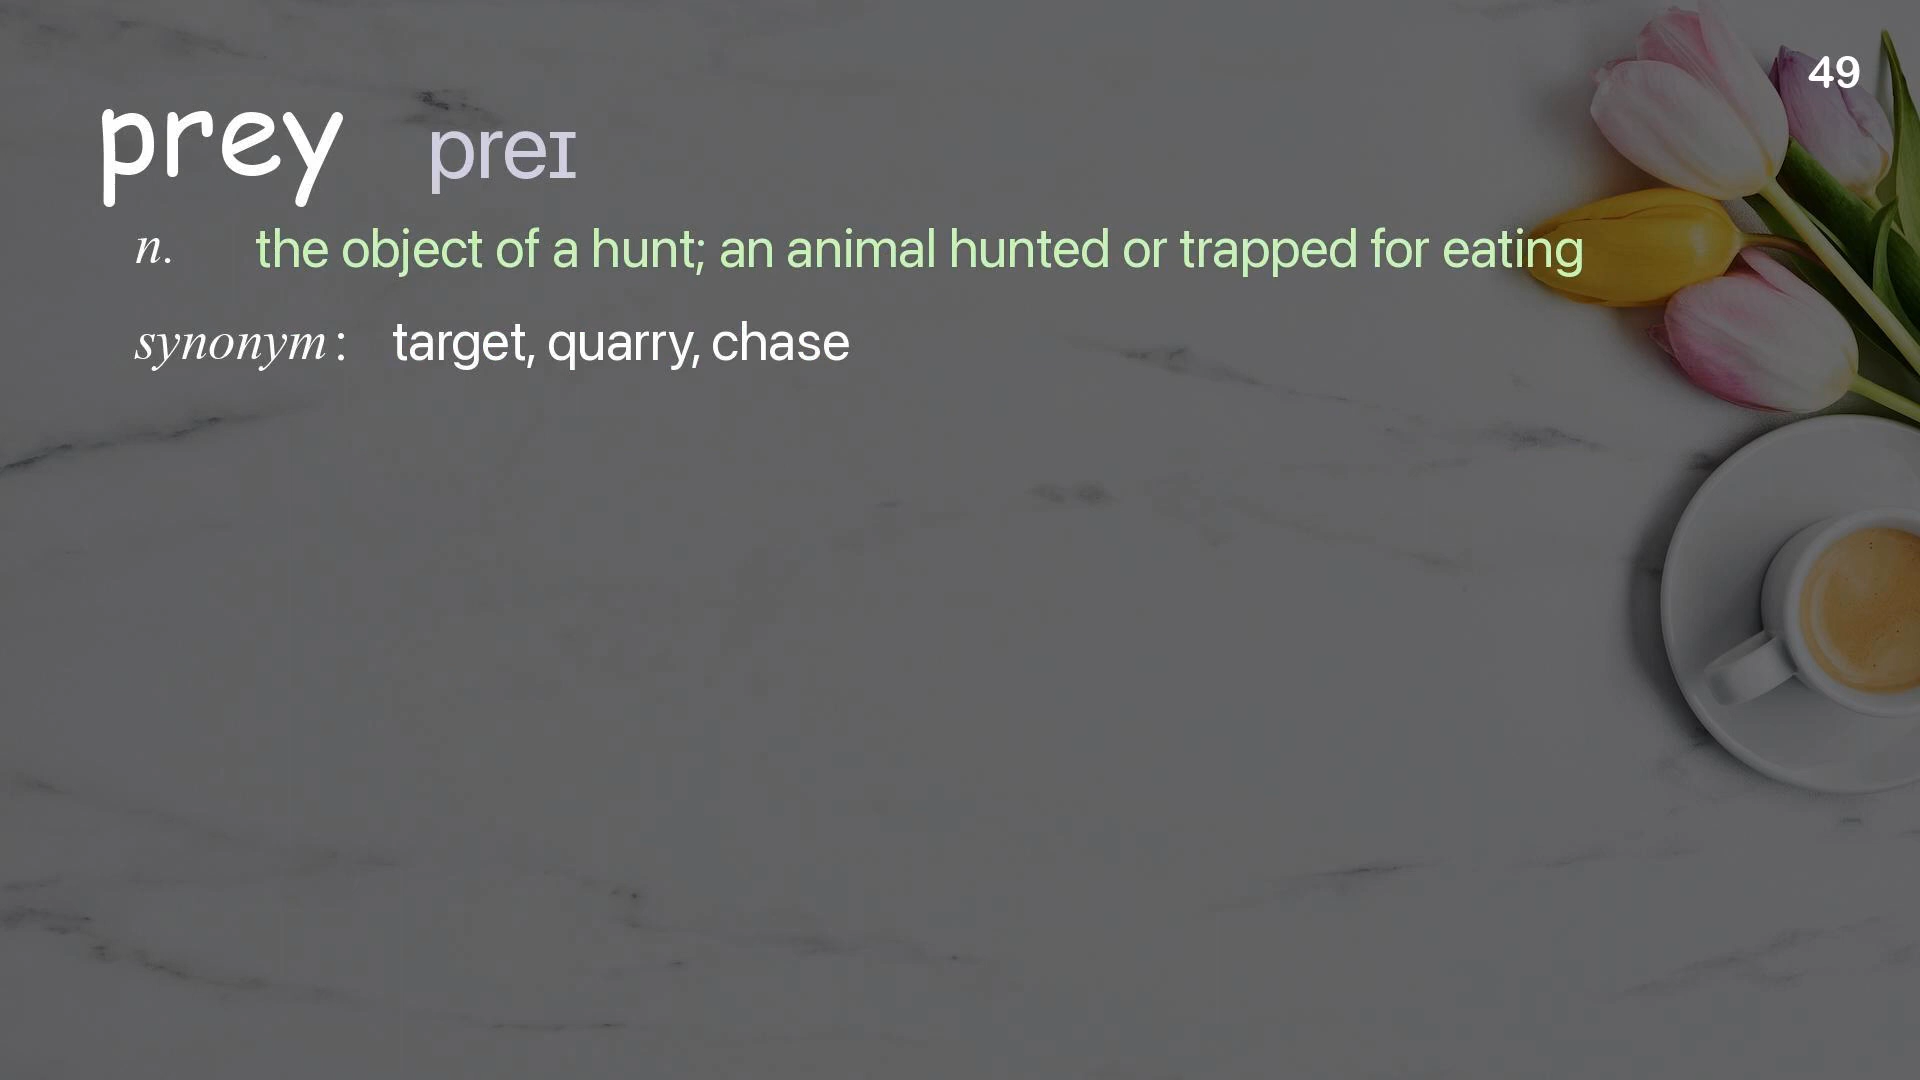 49
prey preɪ
n. the object of a hunt; an animal hunted or trapped for eating
synonym: target, quarry, chase